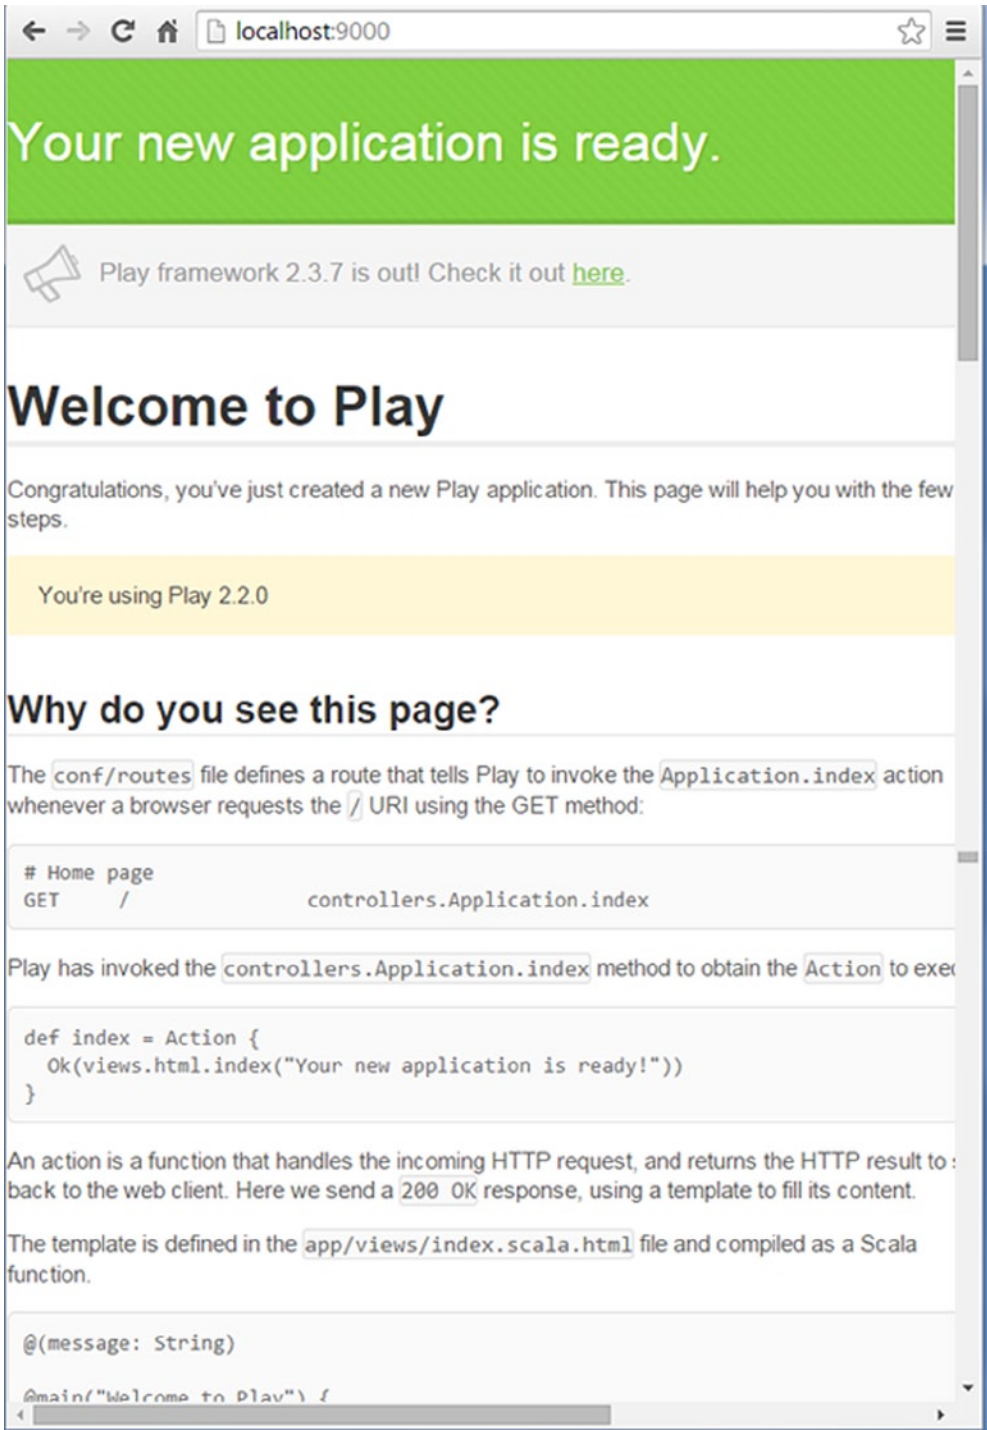 localhost:9000
Your new application is ready.
Play framework 2.3.7 is out! Check it out here.
Welcome to Play
Congratulations, you've just created a new Play application. This page will help you with the few
steps.
You're using Play 2.2.0
Why do you see this page?
The conf/routes file defines a route that tells Play to invoke the Application.index action
whenever a browser requests the / URI using the GET method:
# Home page
GET / controllers.Application.index
Play has invoked the controllers.Application.index method to obtain the Action to exec
def index = Action {
Ok(views.html.index("Your new application is ready!"))
}
An action is a function that handles the incoming HTTP request, and returns the HTTP result to
back to the web client. Here we send a 200 OK response, using a template to fill its content.
The template is defined in the app/views/index.scala.html file and compiled as a Scala
function.
@(message: String)
@main("Welcome to Play") {